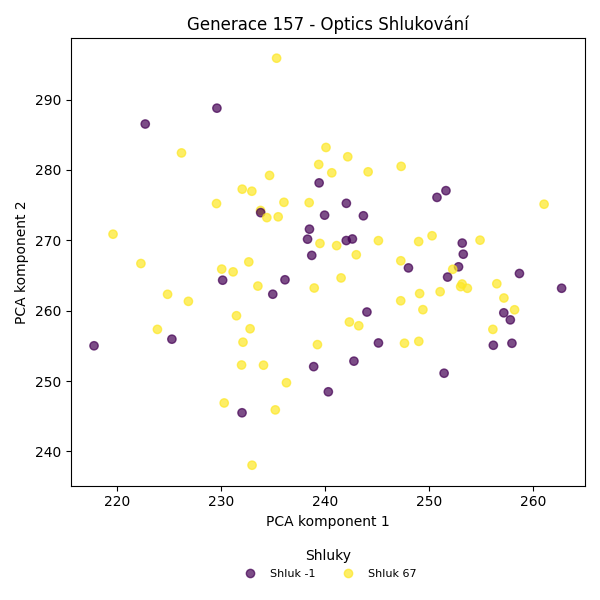 Generace 157 - Optics Shlukování
PCA komponent 2
290
280
270
260
250
240
220 230 240 250 260
PCA komponent 1
Shluky
Shluk -1 Shluk 67